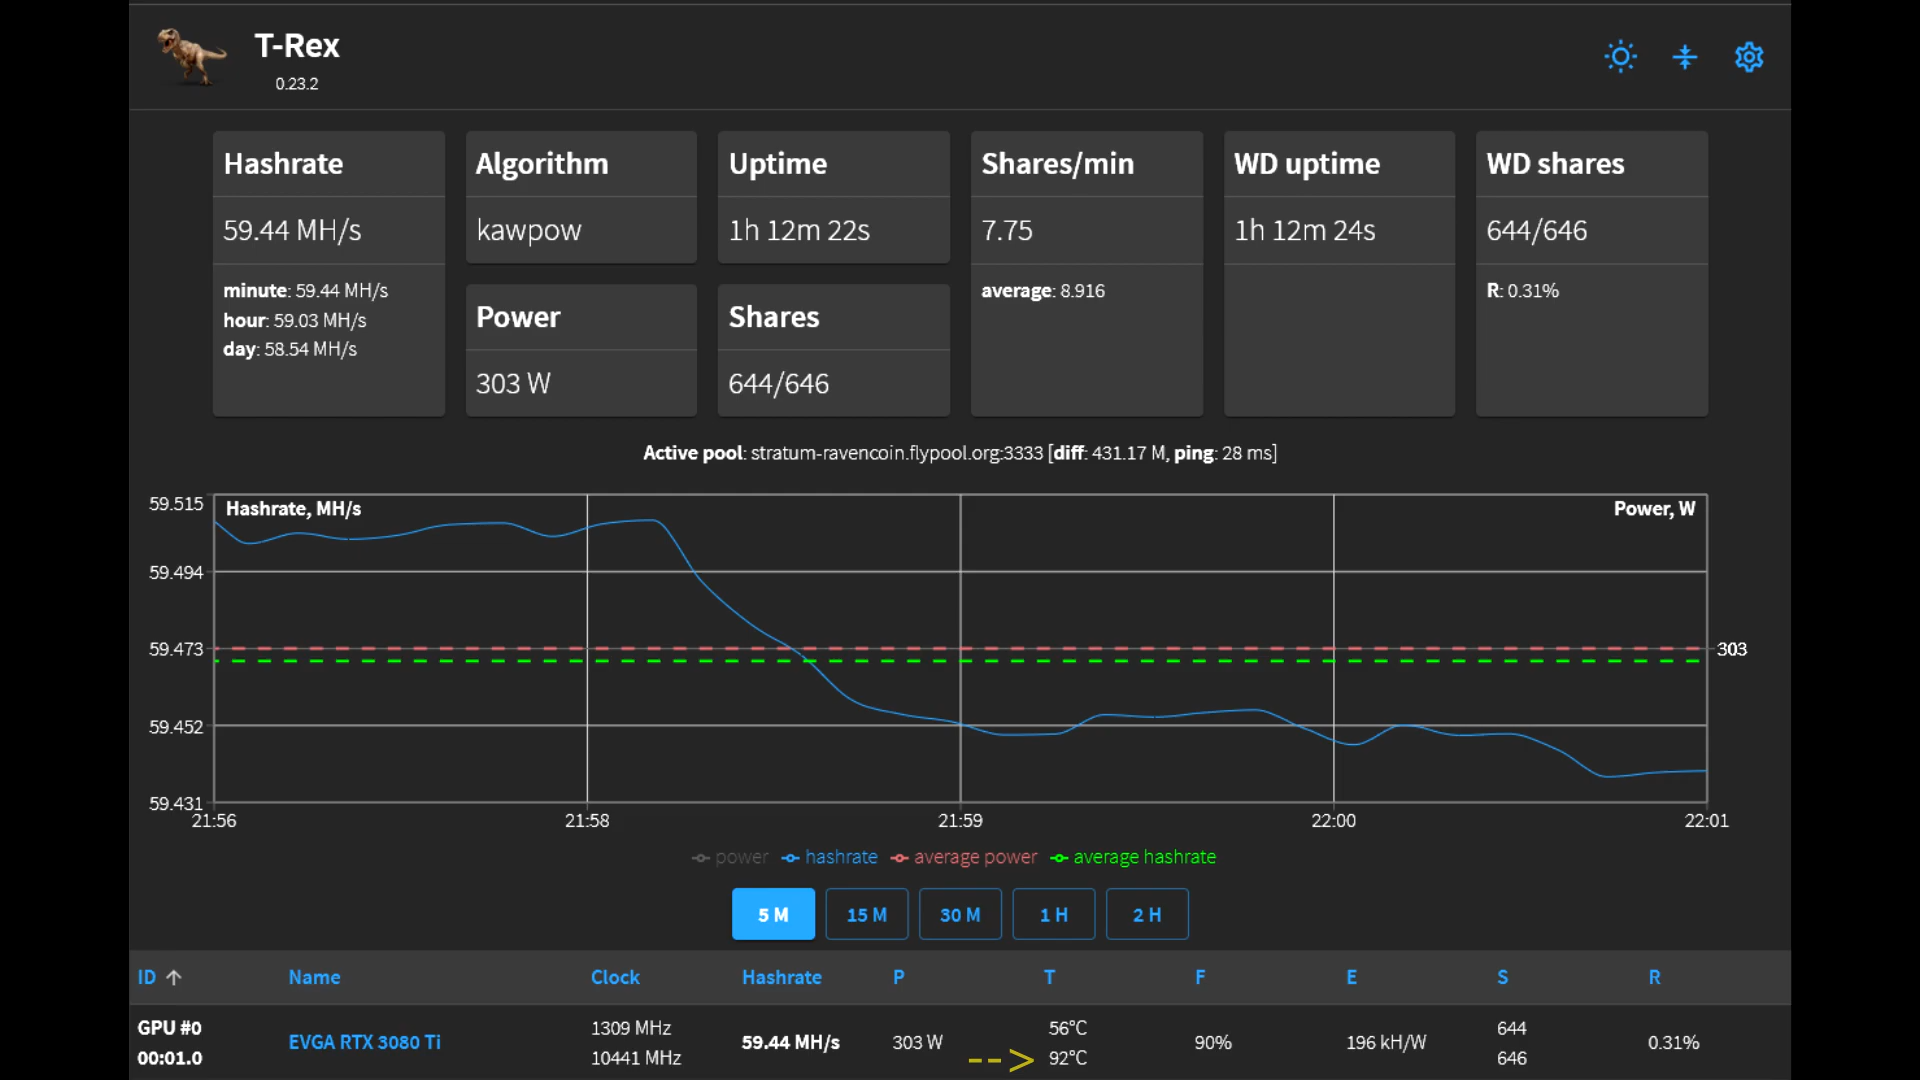 T-Rex
0.23.2
Hashrate
59.44 MH/s
minute: 59.44 MH/s
hour: 59.03 MH/s
day: 58.54 MH/s
Algorithm
kawpow
Power
303 W
Uptime
1h 12m 22s
Shares
644/646
Shares/min
7.75
average: 8.916
WD uptime
1h 12m 24s
WD shares
644/646
R: 0.31%
Active pool: stratum-ravencoin.flypool.org:3333 [diff: 431.17 M, ping: 28 ms]
Hashrate, MH/s
Power, W
59.515
59.494
59.473
59.452
59.431
303
21:56 21:58 21:59 22:00 22:01
power hashrate average power average hashrate
5 M 15 M 30 M 1 H 2 H
ID Name Clock Hashrate P T F E S R
GPU #0
00:01.0
EVGA RTX 3080 Ti
1309 MHz
10441 MHz
59.44 MH/s
303 W
56°C
-->
92°C
90%
196 kH/W
644
646
0.31%